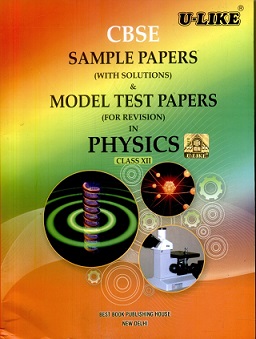 U-LIKE®
CBSE
SAMPLE PAPERS
(WITH SOLUTIONS)
&
MODEL TEST PAPERS
(FOR REVISION)
IN
PHYSICS
U-LIKE
CLASS XII
BEST BOOK PUBLISHING HOUSE
NEW DELHI